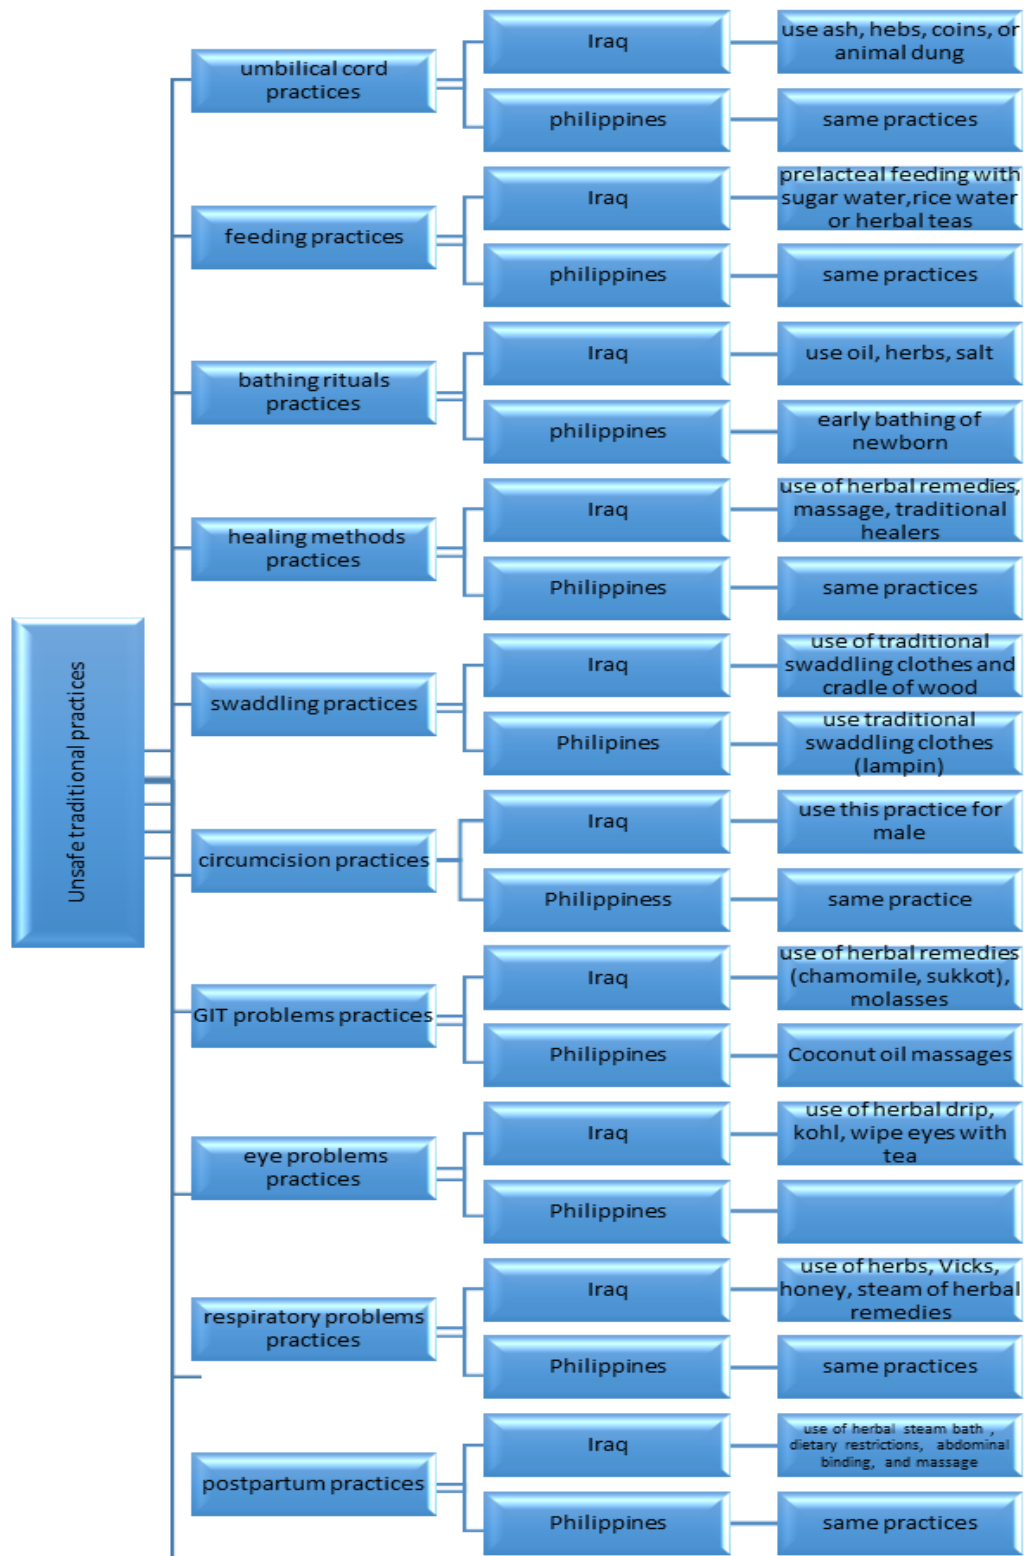 Unsafe traditional practices
umbilical cord
practices
Iraq
use ash, hebs, coins, or
animal dung
philippines
same practices
feeding practices
Iraq
prelacteal feeding with
sugar water,rice water
or herbal teas
philippines
same practices
bathing rituals
practices
Iraq
use oil, herbs, salt
philippines
early bathing of
newborn
healing methods
practices
Iraq
use of herbal remedies,
massage, traditional
healers
Philippines
same practices
swaddling practices
Iraq
use of traditional
swaddling clothes and
cradle of wood
Philipines
use traditional
swaddling clothes
(lampin)
circumcision practices
Iraq
use this practice for
male
Philippiness
same practice
GIT problems practices
Iraq
use of herbal remedies
(chamomile, sukkot),
molasses
Philippines
Coconut oil massages
eye problems
practices
Iraq
use of herbal drip,
kohl, wipe eyes with
tea
Philippines
respiratory problems
practices
Iraq
use of herbs, Vicks,
honey, steam of herbal
remedies
Philippines
same practices
postpartum practices
Iraq
use of herbal steam bath ,
dietary restrictions, abdominal
binding, and massage
Philippines
same practices